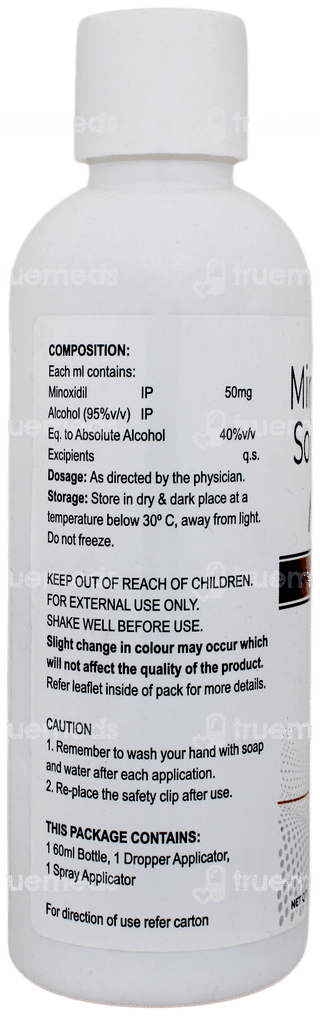 COMPOSITION:
Each ml contains:
Minoxidil IP 50mg
Alcohol (95%v/v) IP
Eq. to Absolute Alcohol 40%v/v
Excipients q.s.
Dosage: As directed by the physician.
Storage: Store in dry & dark place at a
temperature below 30º C, away from light.
Do not freeze.
KEEP OUT OF REACH OF CHILDREN.
FOR EXTERNAL USE ONLY.
SHAKE WELL BEFORE USE.
Slight change in colour may occur which
will not affect the quality of the product.
Refer leaflet inside of pack for more details.
CAUTION
1. Remember to wash your hand with soap
and water after each application.
2. Re-place the safety clip after use.
THIS PACKAGE CONTAINS:
1 60ml Bottle, 1 Dropper Applicator,
1 Spray Applicator
For direction of use refer carton
Min
So
NET
truemeds